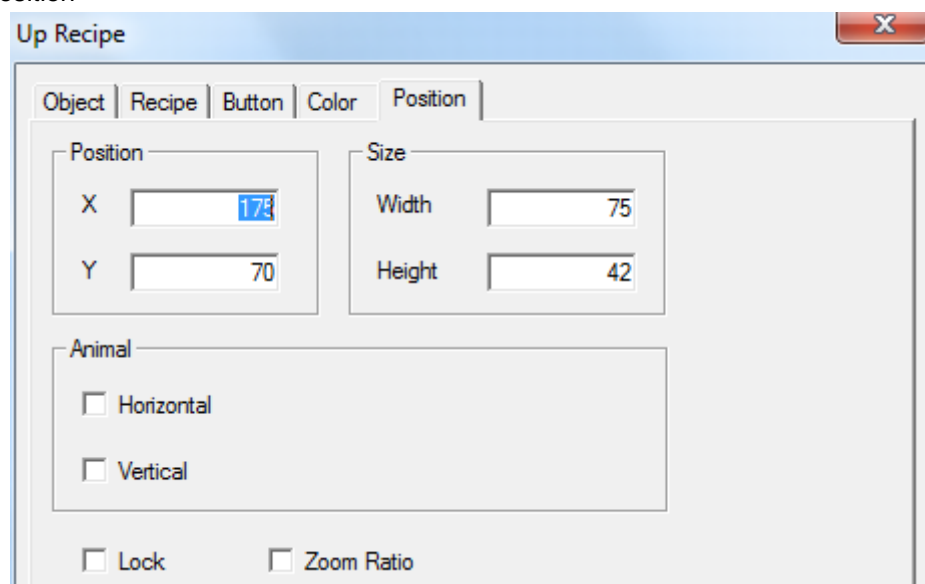 Up Recipe
Object Recipe Button Color Position
Position
X 175
Y 70
Size
Width 75
Height 42
Animal
Horizontal
Vertical
Lock Zoom Ratio